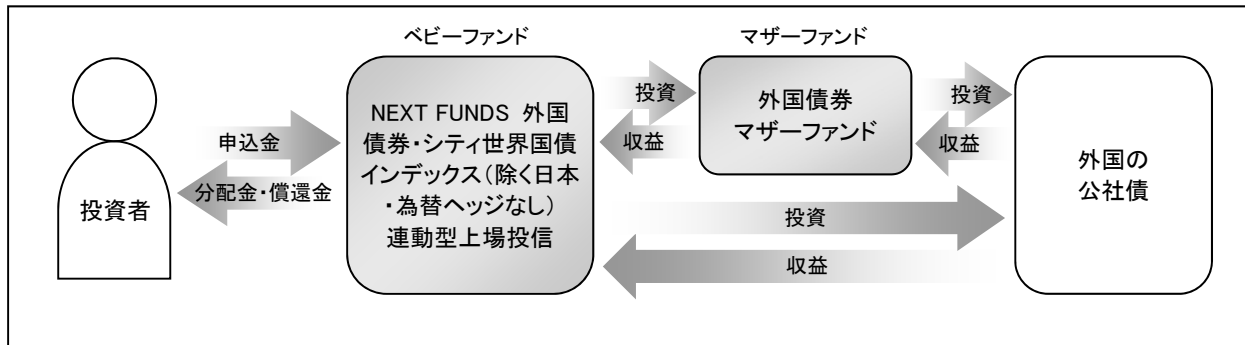 ベビーファンド
マザーファンド
投資者
申込金
分配金・償還金
NEXT FUNDS 外国
債券・シティ世界国債
インデックス(除く日本
・為替ヘッジなし)
連動型上場投信
投資
収益
外国債券
マザーファンド
投資
収益
投資
収益
外国の
公社債